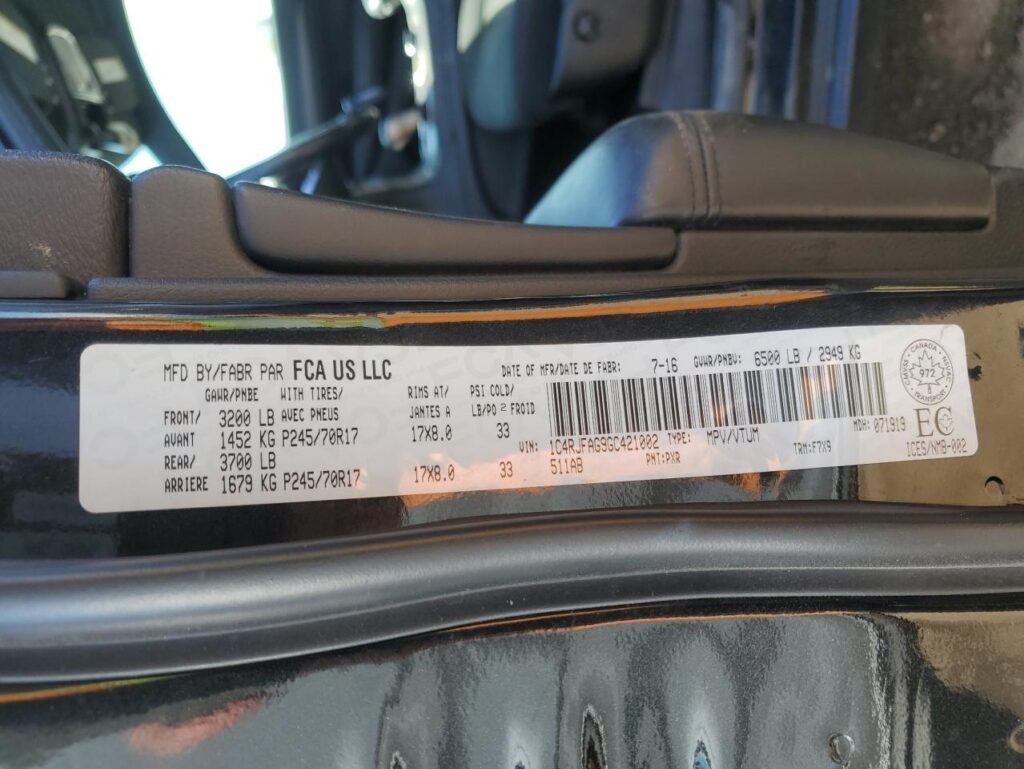 MFD BY/FABR PAR FCA US LLC DATE OF MFR/DATE DE FABR: 7-16 GVWR/PNBV: 6500 LB / 2949 KG
GAWR/PNBE WITH TIRES/ RIMS AT/ PSI COLD/
FRONT/ 3200 LB AVEC PNEUS JANTES A LB/PO² FROID
AVANT 1452 KG P245/70R17 17X8.0 33
REAR/ 3700 LB
ARRIERE 1679 KG P245/70R17 17X8.0 33
VIN: 1C4RJFAG9GC421002 TYPE: MPV/VTUM MDH: 071919
511AB PNT: PXR TRM: F7X9
CANADA
CMVSS NSVAC
972
TRANSPORT
EC
ICES/NMB-002